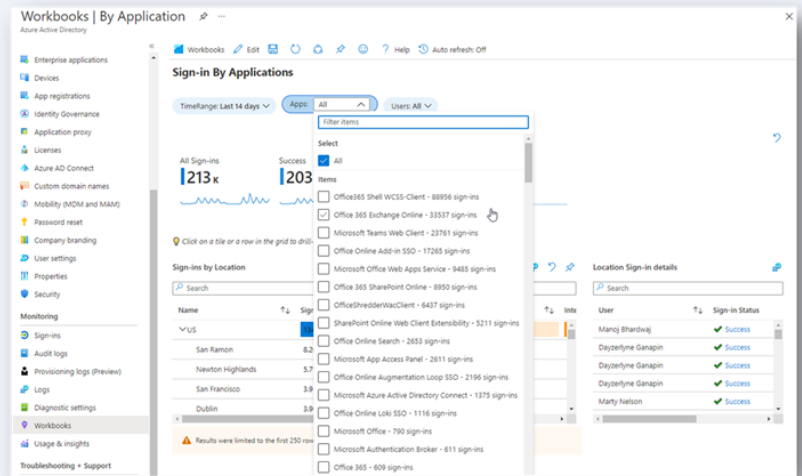 Workbooks | By Application
Azure Active Directory
Enterprise applications
Devices
App registrations
Identity Governance
Application proxy
Licenses
Azure AD Connect
Custom domain names
Mobility (MDM and MAM)
Password reset
Company branding
User settings
Properties
Security
Monitoring
Sign-ins
Audit logs
Provisioning logs (Preview)
Logs
Diagnostic settings
Workbooks
Usage & insights
Troubleshooting + Support
Workbooks Edit ? Help Auto refresh: Off
Sign-in By Applications
TimeRange: Last 14 days Apps: All Users: All
Filter items
Select
All
Items
Office365 Shell WCSS-Client - 88956 sign-ins
Office 365 Exchange Online - 33537 sign-ins
Microsoft Teams Web Client - 23761 sign-ins
Office Online Add-in SSO - 17265 sign-ins
Microsoft Office Web Apps Service - 9485 sign-ins
Office 365 SharePoint Online - 8950 sign-ins
OfficeShredderWacClient - 6437 sign-ins
SharePoint Online Web Client Extensibility - 5211 sign-ins
Office Online Search - 2653 sign-ins
Microsoft App Access Panel - 2611 sign-ins
Office Online Augmentation Loop SSO - 2196 sign-ins
Microsoft Azure Active Directory Connect - 1375 sign-ins
Office Online Loki SSO - 1116 sign-ins
Microsoft Office - 790 sign-ins
Microsoft Authentication Broker - 611 sign-ins
Office 365 - 609 sign-ins
All Sign-ins Success
213 K 203
Click on a tile or a row in the grid to drill-
Sign-ins by Location
Search
Name Sig
US
San Ramon 8.2
Newton Highlands 5.7
San Francisco 3.9
Dublin 3.9
Results were limited to the first 250 row
Inte
Location Sign-in details
Search
User Sign-in Status
Manoj Bhardwaj Success
Dayzerlyne Ganapin Success
Dayzerlyne Ganapin Success
Dayzerlyne Ganapin Success
Marty Nelson Success